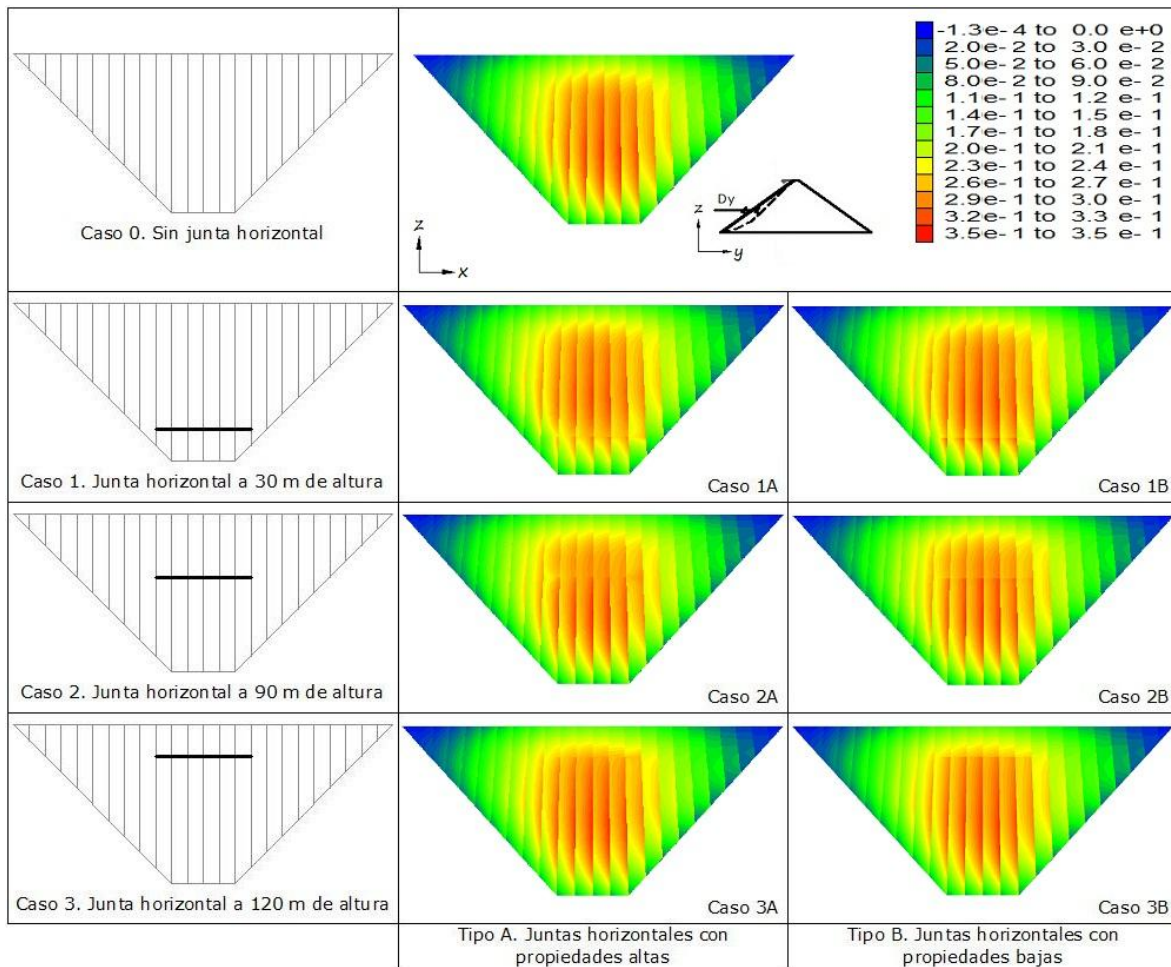 Caso 0. Sin junta horizontal
z
x
Dy
z
y
-1.3e- 4 to 0.0 e+0
2.0e- 2 to 3.0 e- 2
5.0e- 2 to 6.0 e- 2
8.0e- 2 to 9.0 e- 2
1.1e- 1 to 1.2 e- 1
1.4e- 1 to 1.5 e- 1
1.7e- 1 to 1.8 e- 1
2.0e- 1 to 2.1 e- 1
2.3e- 1 to 2.4 e- 1
2.6e- 1 to 2.7 e- 1
2.9e- 1 to 3.0 e- 1
3.2e- 1 to 3.3 e- 1
3.5e- 1 to 3.5 e- 1
Caso 1. Junta horizontal a 30 m de altura
Caso 1A
Caso 1B
Caso 2. Junta horizontal a 90 m de altura
Caso 2A
Caso 2B
Caso 3. Junta horizontal a 120 m de altura
Caso 3A
Caso 3B
Tipo A. Juntas horizontales con
propiedades altas
Tipo B. Juntas horizontales con
propiedades bajas